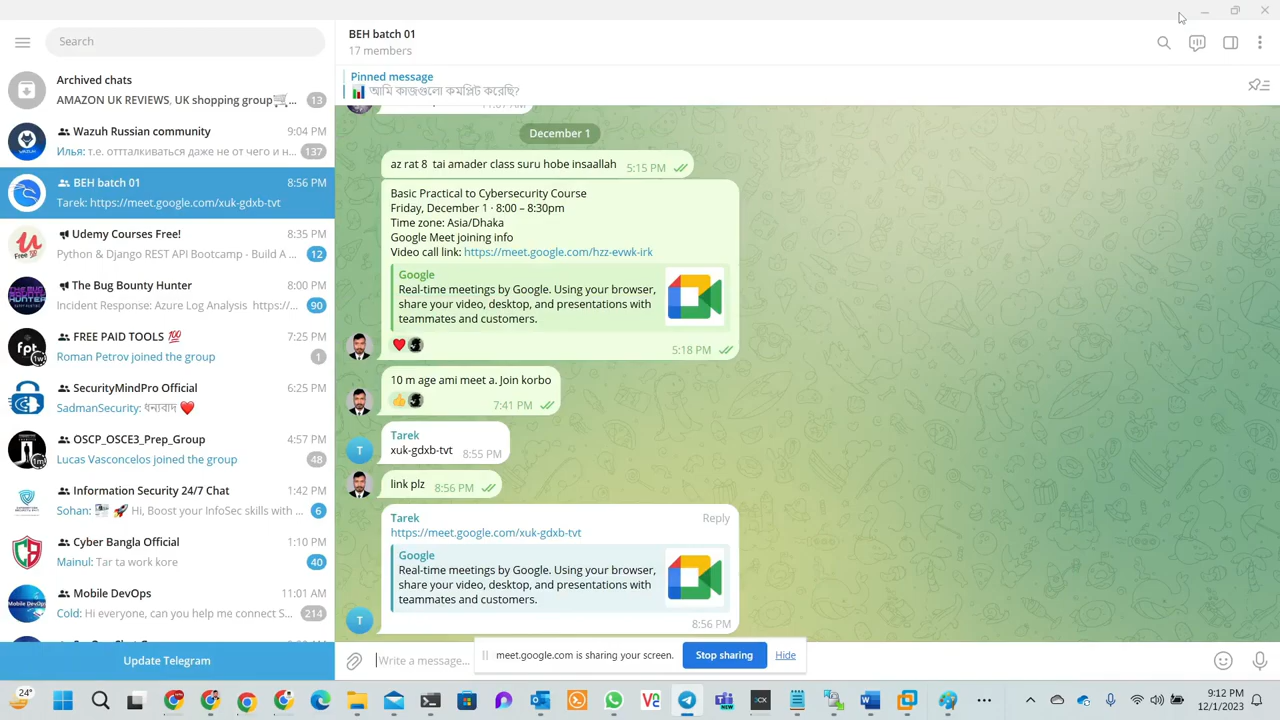 Search
Archived chats
AMAZON UK REVIEWS, UK shopping group🛒...
13
Wazuh Russian community
9:04 PM
Илья: т.е. оттталкиваться даже не от чего и н...
137
BEH batch 01
8:56 PM
Tarek: https://meet.google.com/xuk-gdxb-tvt
Udemy Courses Free!
8:35 PM
Python & Django REST API Bootcamp - Build A ...
12
The Bug Bounty Hunter
8:00 PM
Incident Response: Azure Log Analysis https://...
90
FREE PAID TOOLS 💯
7:25 PM
Roman Petrov joined the group
1
SecurityMindPro Official
6:25 PM
SadmanSecurity: ধন্যবাদ ❤️
OSCP_OSCE3_Prep_Group
4:57 PM
Lucas Vasconcelos joined the group
48
Information Security 24/7 Chat
1:42 PM
Sohan: 🚀 Hi, Boost your InfoSec skills with ...
6
Cyber Bangla Official
1:10 PM
Mainul: Tar ta work kore
40
Mobile DevOps
11:01 AM
Cold: Hi everyone, can you help me connect S...
214
Update Telegram
BEH batch 01
17 members
Pinned message
📊 আমি কাজগুলো কমপ্লিট করেছি?
December 1
az rat 8 tai amader class suru hobe insaallah
5:15 PM
Basic Practical to Cybersecurity Course
Friday, December 1 · 8:00 – 8:30pm
Time zone: Asia/Dhaka
Google Meet joining info
Video call link: https://meet.google.com/hzz-evwk-irk
Google
Real-time meetings by Google. Using your browser,
share your video, desktop, and presentations with
teammates and customers.
5:18 PM
10 m age ami meet a. Join korbo
7:41 PM
Tarek
xuk-gdxb-tvt
8:55 PM
link plz
8:56 PM
Tarek
Reply
https://meet.google.com/xuk-gdxb-tvt
Google
Real-time meetings by Google. Using your browser,
share your video, desktop, and presentations with
teammates and customers.
8:56 PM
Write a message...
meet.google.com is sharing your screen.
Stop sharing
Hide
24°
9:12 PM
12/1/2023